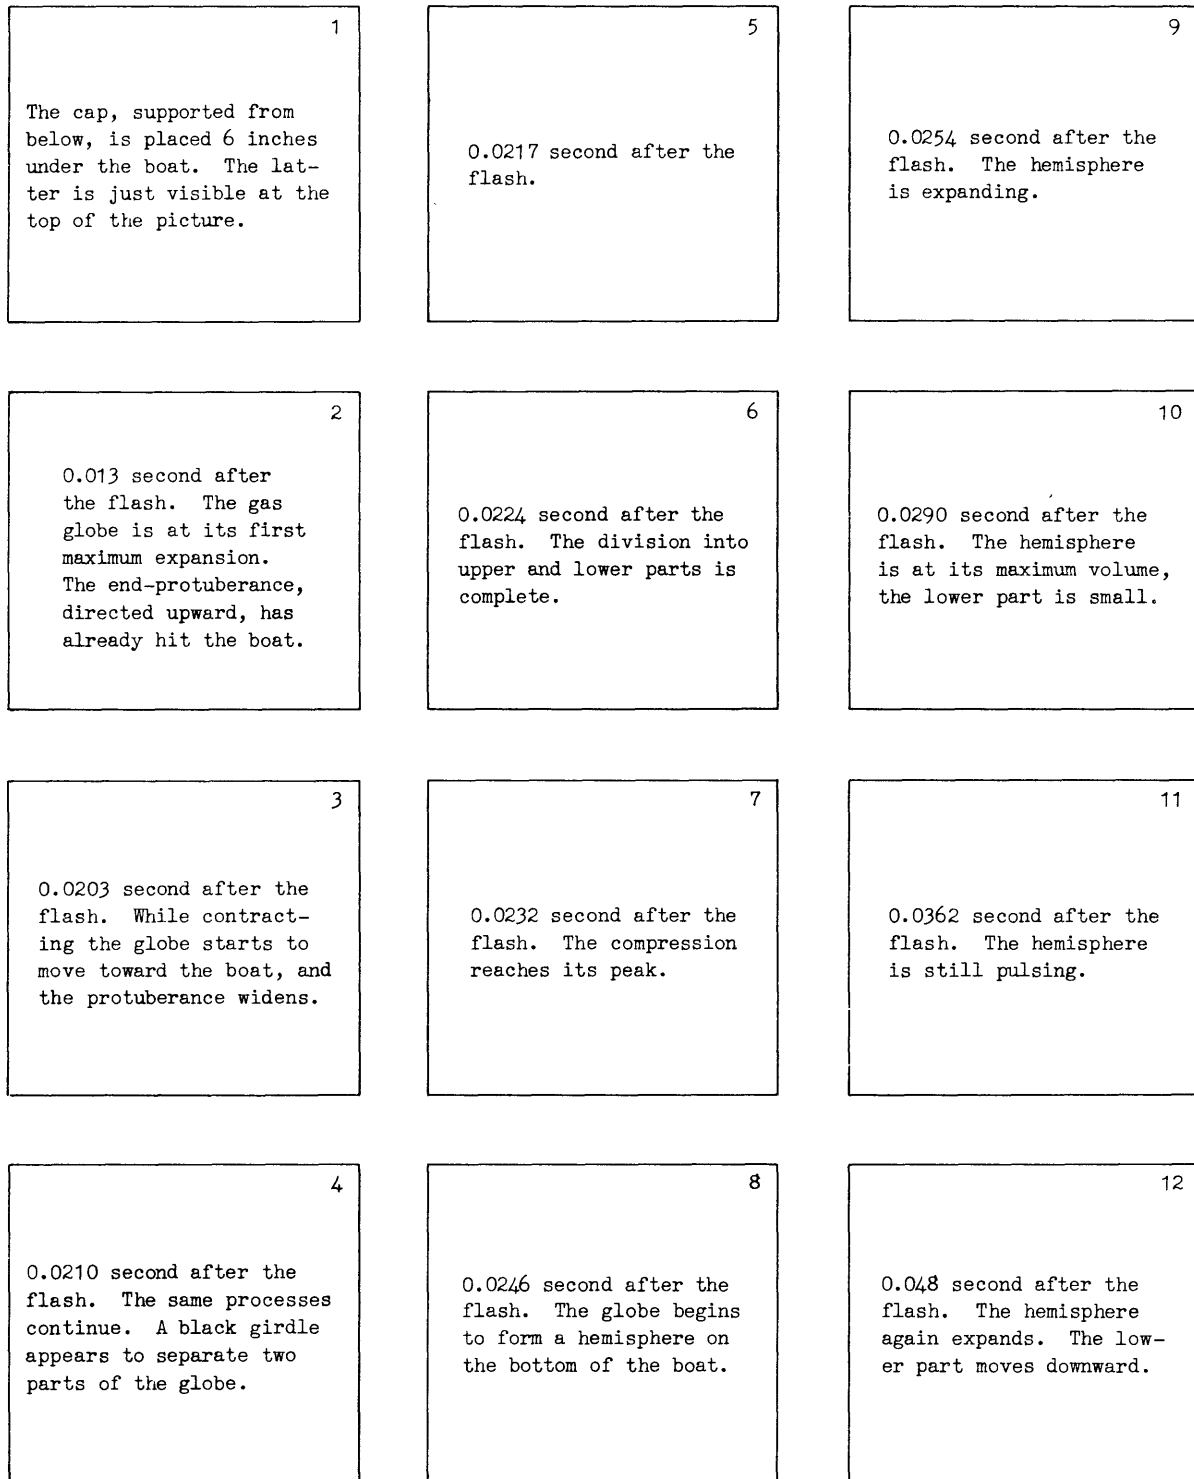 1
The cap, supported from
below, is placed 6 inches
under the boat. The lat-
ter is just visible at the
top of the picture.
2
0.013 second after
the flash. The gas
globe is at its first
maximum expansion.
The end-protuberance,
directed upward, has
already hit the boat.
3
0.0203 second after the
flash. While contract-
ing the globe starts to
move toward the boat, and
the protuberance widens.
4
0.0210 second after the
flash. The same processes
continue. A black girdle
appears to separate two
parts of the globe.
5
0.0217 second after the
flash.
6
0.0224 second after the
flash. The division into
upper and lower parts is
complete.
7
0.0232 second after the
flash. The compression
reaches its peak.
8
0.0246 second after the
flash. The globe begins
to form a hemisphere on
the bottom of the boat.
9
0.0254 second after the
flash. The hemisphere
is expanding.
10
0.0290 second after the
flash. The hemisphere
is at its maximum volume,
the lower part is small.
11
0.0362 second after the
flash. The hemisphere
is still pulsing.
12
0.048 second after the
flash. The hemisphere
again expands. The low-
er part moves downward.